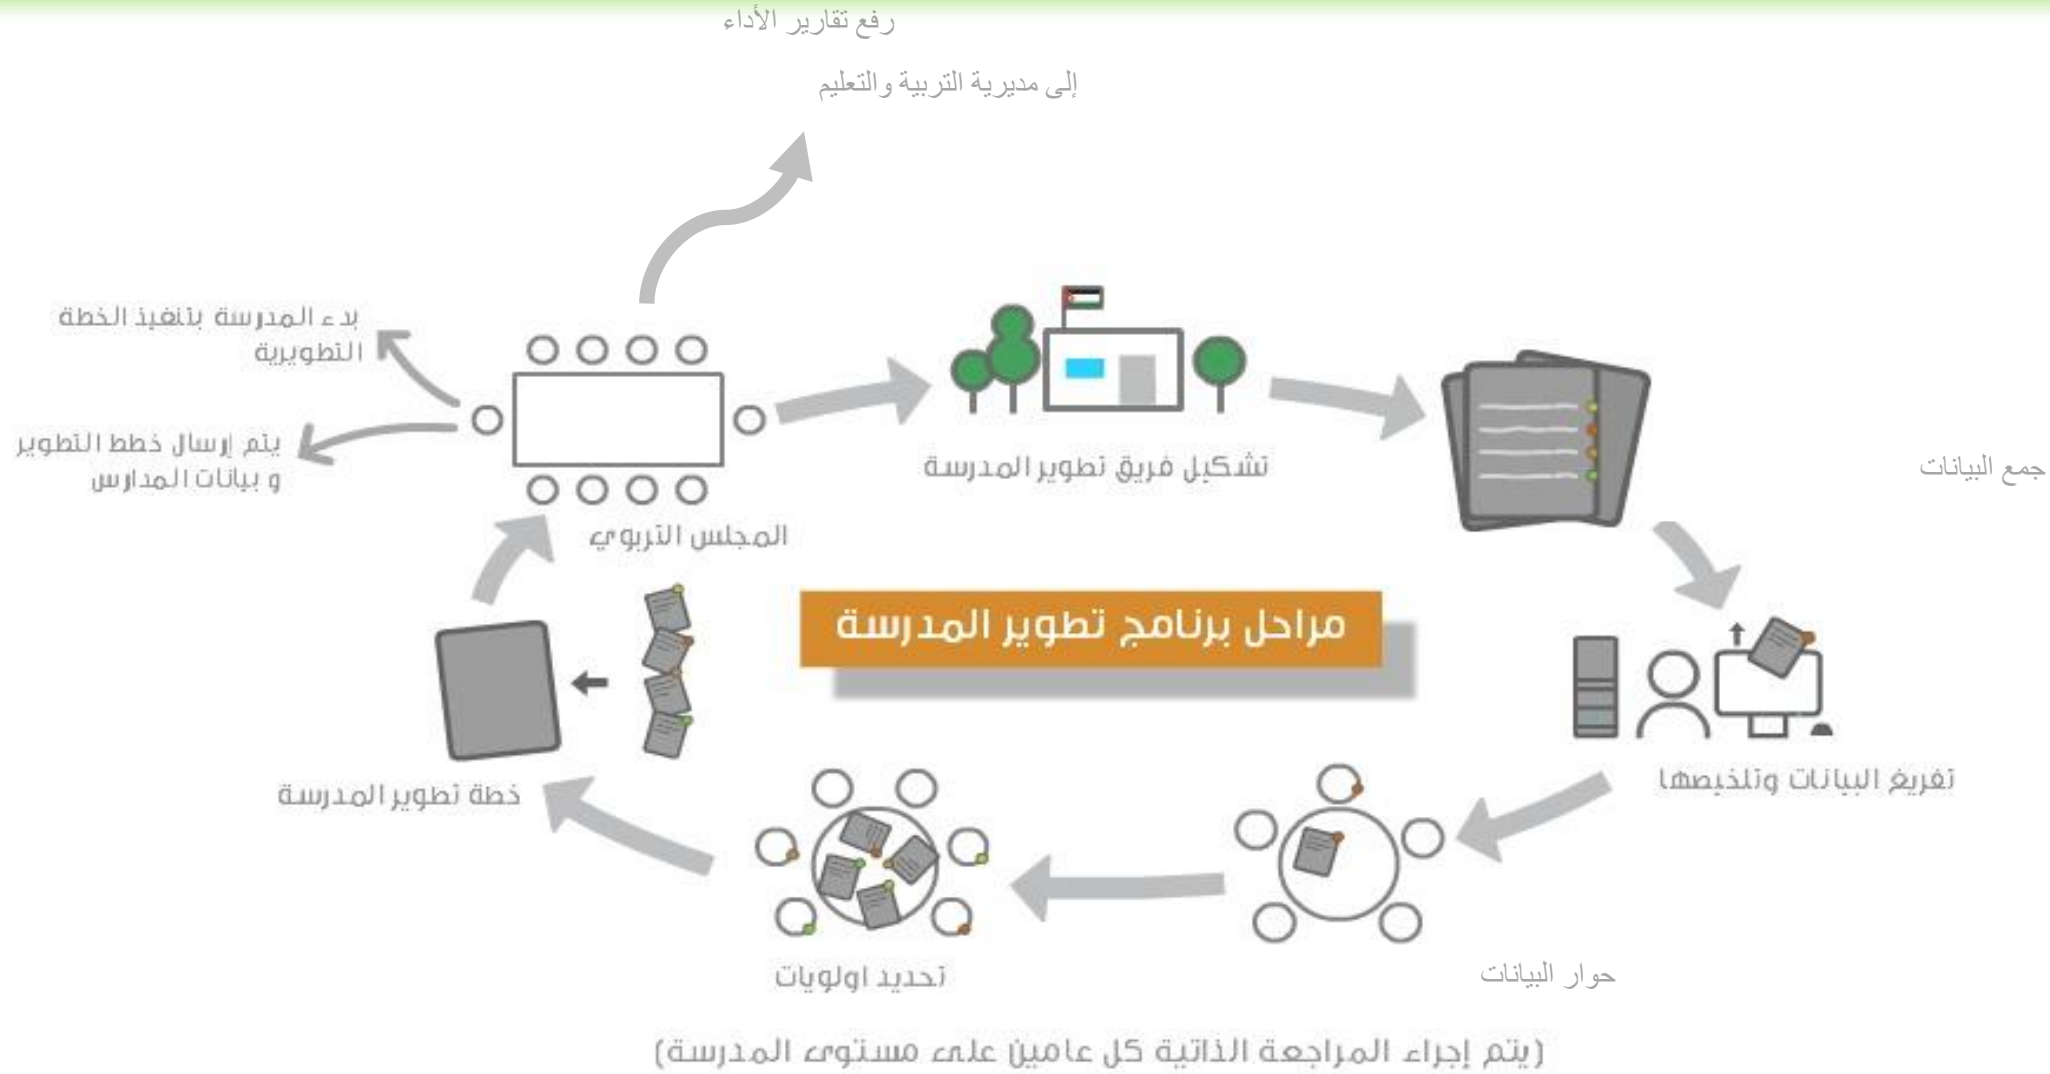 رفع تقارير الأداء
إلى مديرية التربية والتعليم
بدء المدرسة بتنفيذ الخطة
التطويرية
يتم إرسال خطط التطوير
و بيانات المدارس
المجلس التربوي
تشكيل فريق تطوير المدرسة
جمع البيانات
مراحل برنامج تطوير المدرسة
تفريغ البيانات وتلخيصها
خطة تطوير المدرسة
تحديد اولويات
حوار البيانات
(يتم إجراء المراجعة الذاتية كل عامين على مستوى المدرسة)